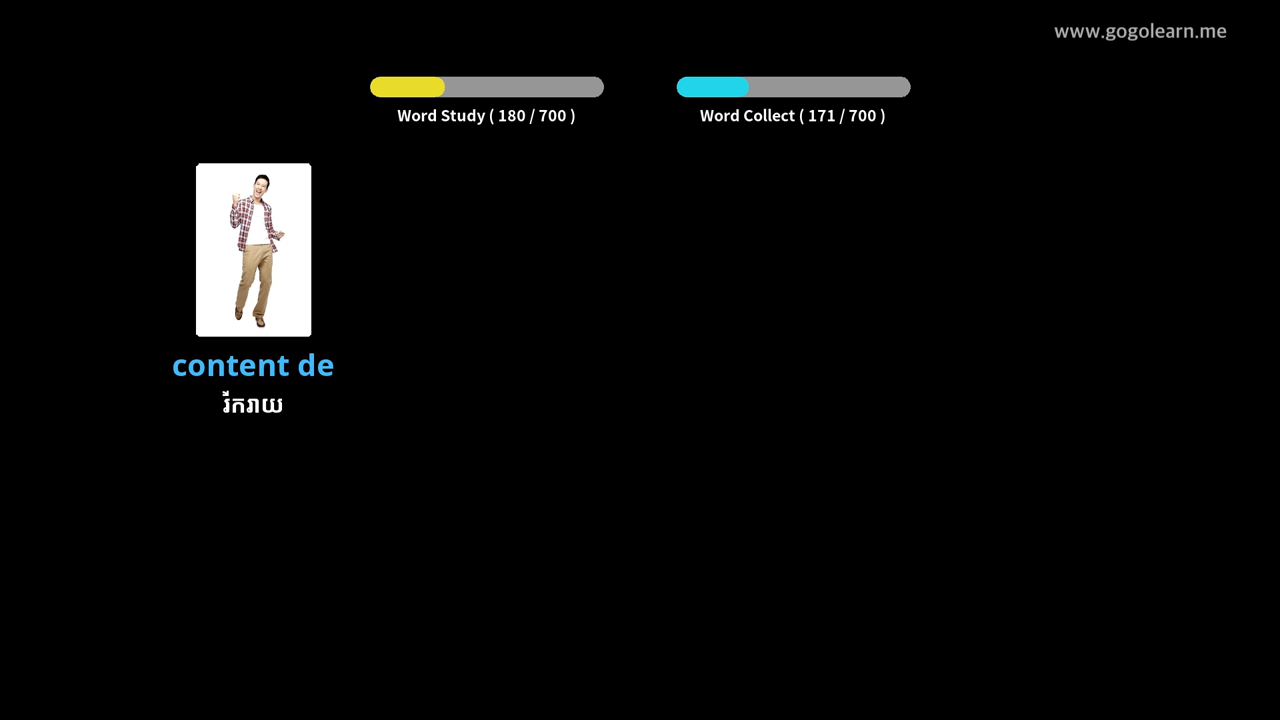 www.gogolearn.me
Word Study ( 180 / 700 )
Word Collect ( 171 / 700 )
content de
រីករាយ